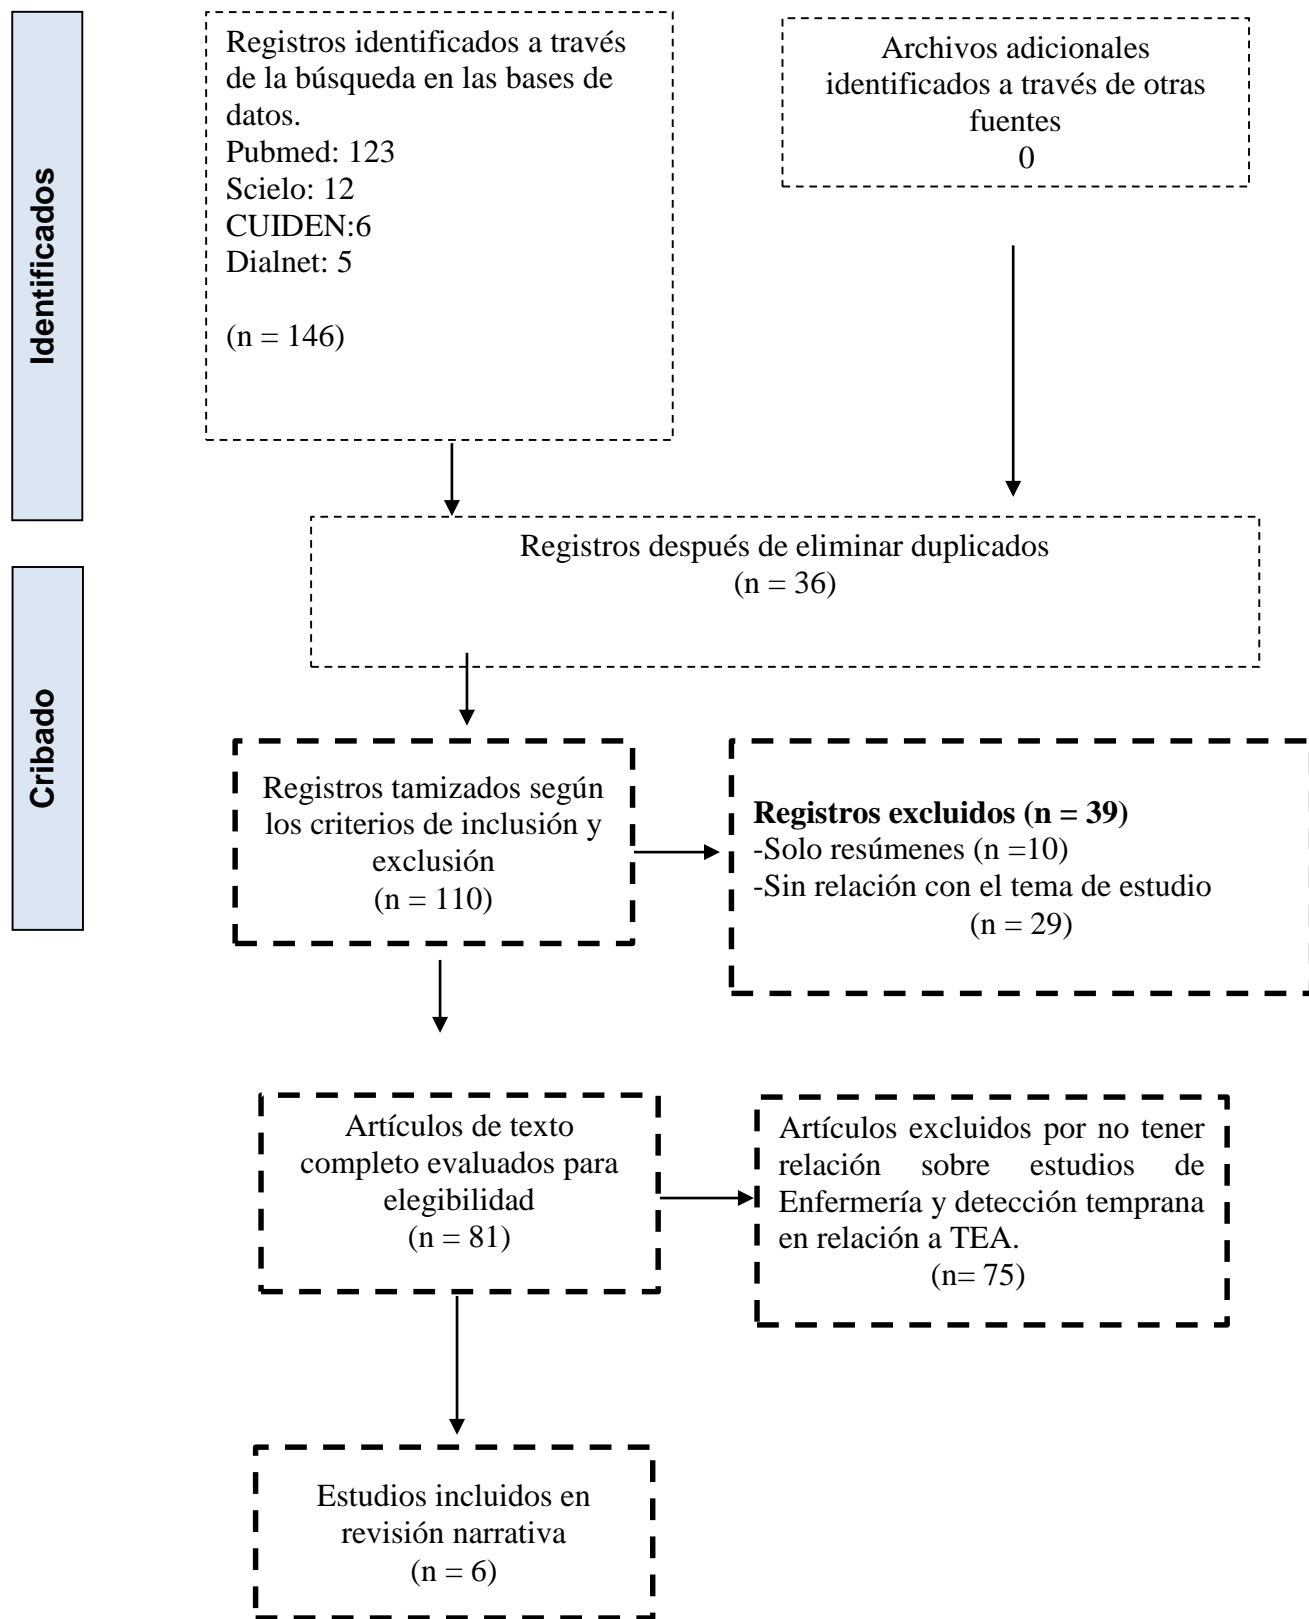 Identificados
Registros identificados a través
de la búsqueda en las bases de
datos.
Pubmed: 123
Scielo: 12
CUIDEN:6
Dialnet: 5
(n = 146)
Archivos adicionales
identificados a través de otras
fuentes
0
Registros después de eliminar duplicados
(n = 36)
Cribado
Registros tamizados según
los criterios de inclusión y
exclusión
(n = 110)
Registros excluidos (n = 39)
-Solo resúmenes (n =10)
-Sin relación con el tema de estudio
(n = 29)
Artículos de texto
completo evaluados para
elegibilidad
(n = 81)
Artículos excluidos por no tener
relación sobre estudios de
Enfermería y detección temprana
en relación a TEA.
(n= 75)
Estudios incluidos en
revisión narrativa
(n = 6)